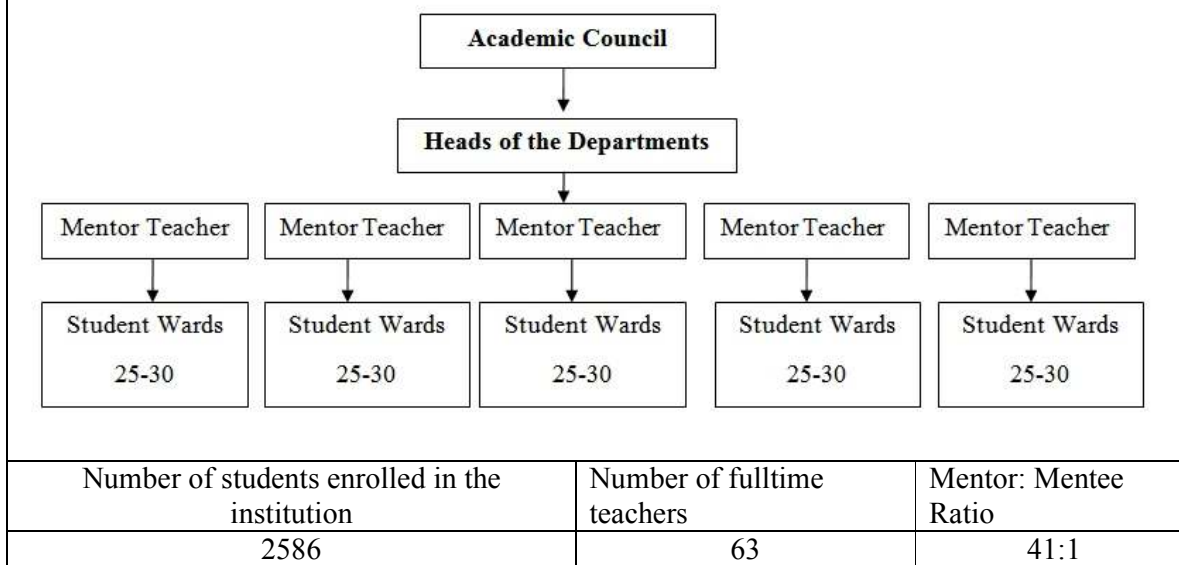 Academic Council
Heads of the Departments
Mentor Teacher Mentor Teacher Mentor Teacher Mentor Teacher Mentor Teacher
Student Wards Student Wards Student Wards Student Wards Student Wards
25-30 25-30 25-30 25-30 25-30
Number of students enrolled in the Number of fulltime Mentor: Mentee
institution teachers Ratio
2586 63 41:1